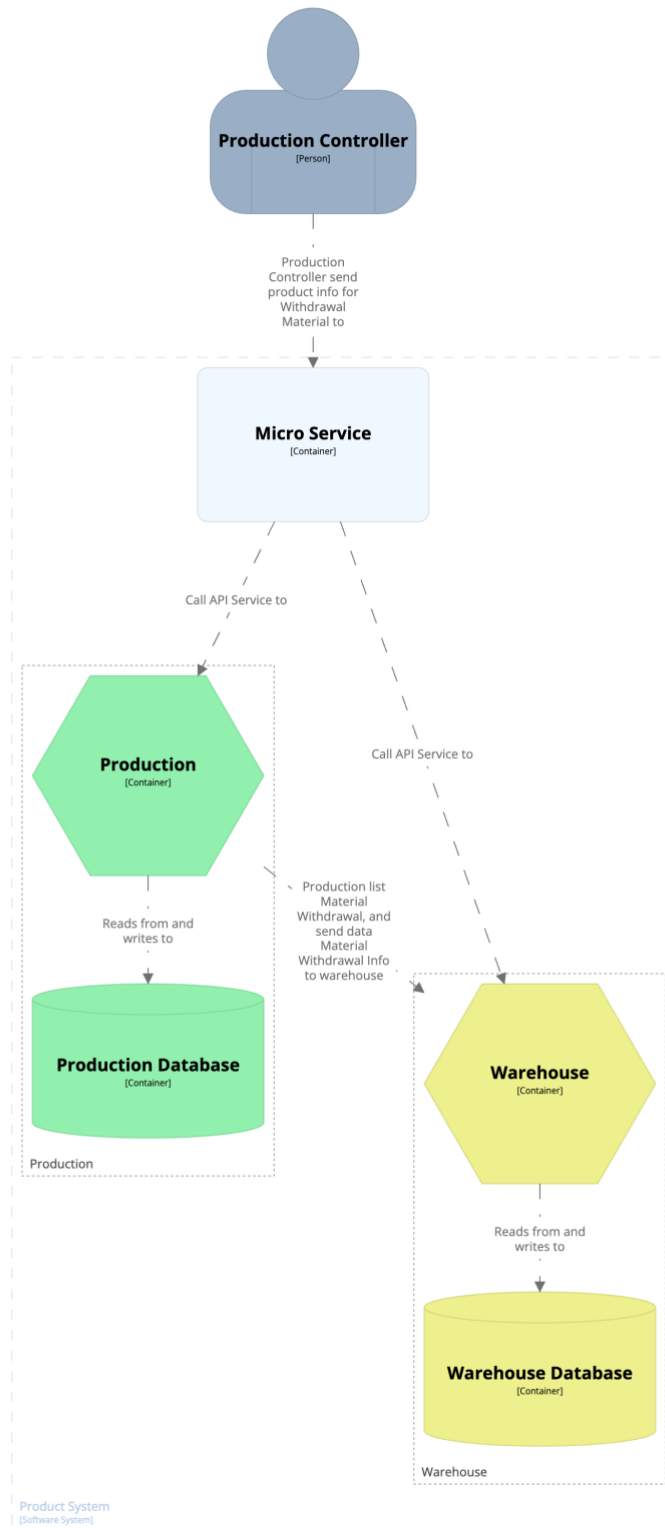 Production Controller
[Person]
Production
Controller send
product info for
Withdrawal
Material to
Micro Service
[Container]
Call API Service to
Call API Service to
Production
[Container]
Production list
Material
Withdrawal, and
send data
Material
Withdrawal Info
to warehouse
Reads from and
writes to
Production Database
[Container]
Production
Warehouse
[Container]
Reads from and
writes to
Warehouse Database
[Container]
Warehouse
Product System
[Software System]